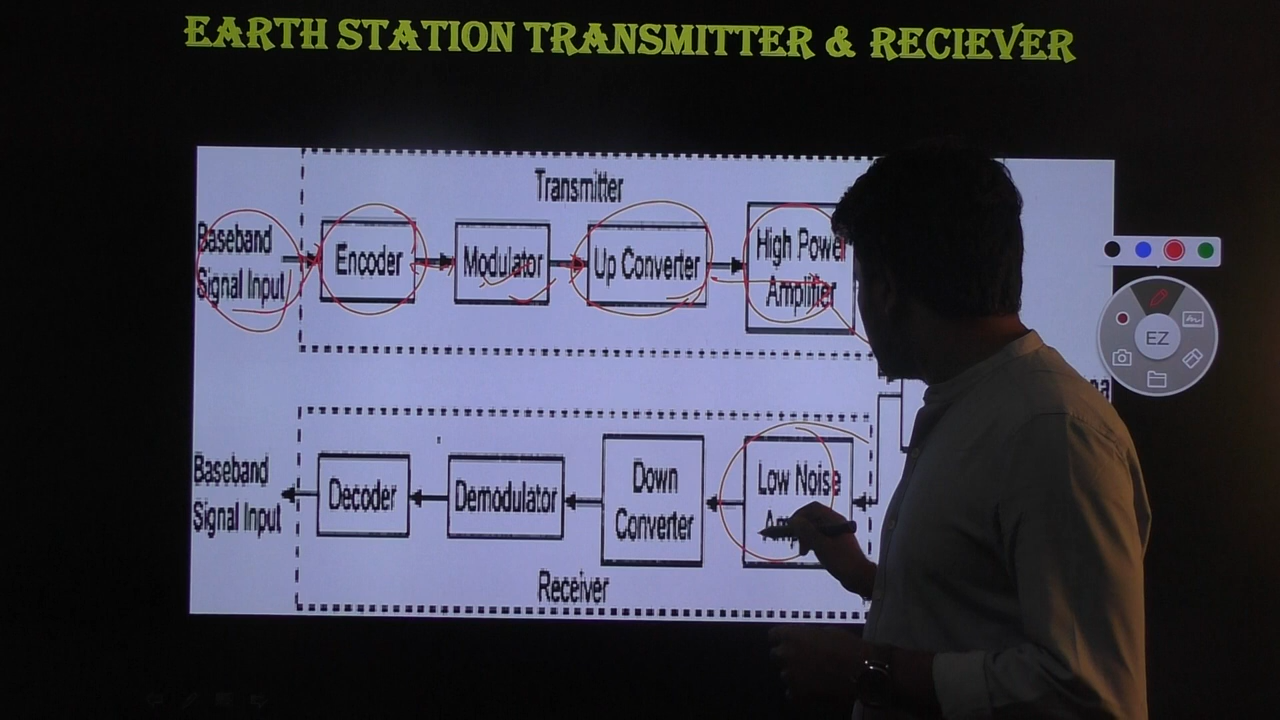 EARTH STATION TRANSMITTER & RECIEVER
Transmitter
Baseband
Signal Input
Encoder
Modulator
Up Converter
High Power
Amplifier
EZ
Baseband
Signal Input
Decoder
Demodulator
Down
Converter
Low Noise
Receiver